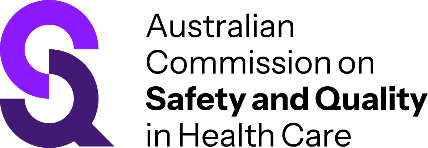 Australian
Commission on
Safety and Quality
in Health Care